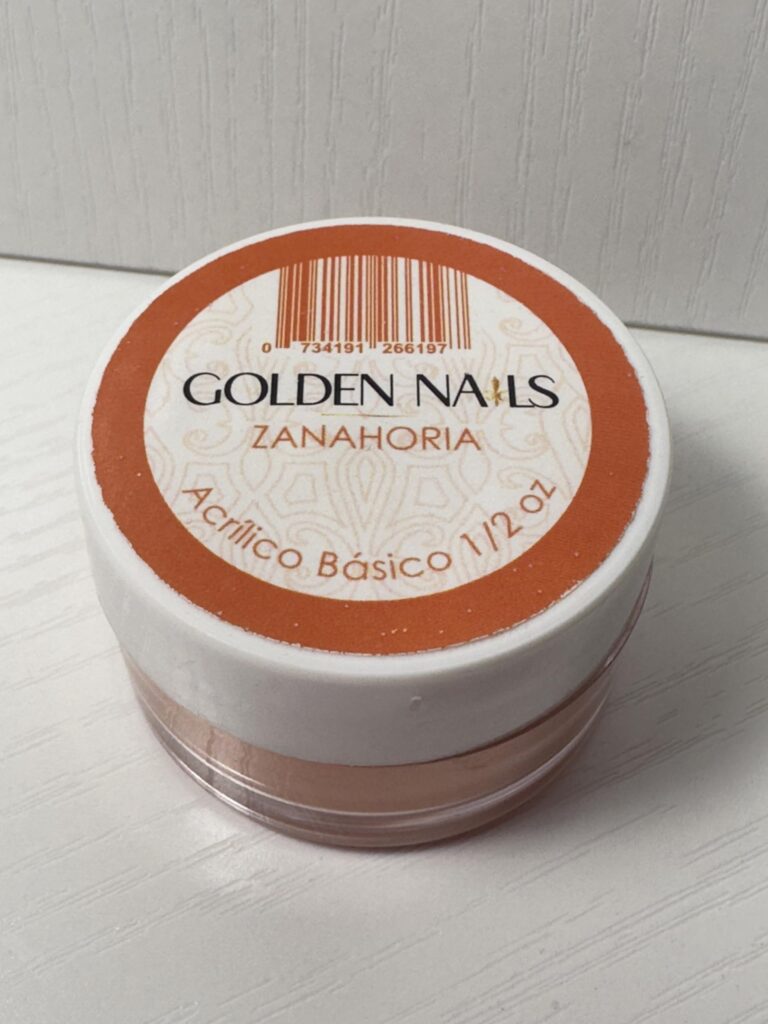 0 734191 266197
GOLDEN NAILS
ZANAHORIA
Acrílico Básico 1/2 oz